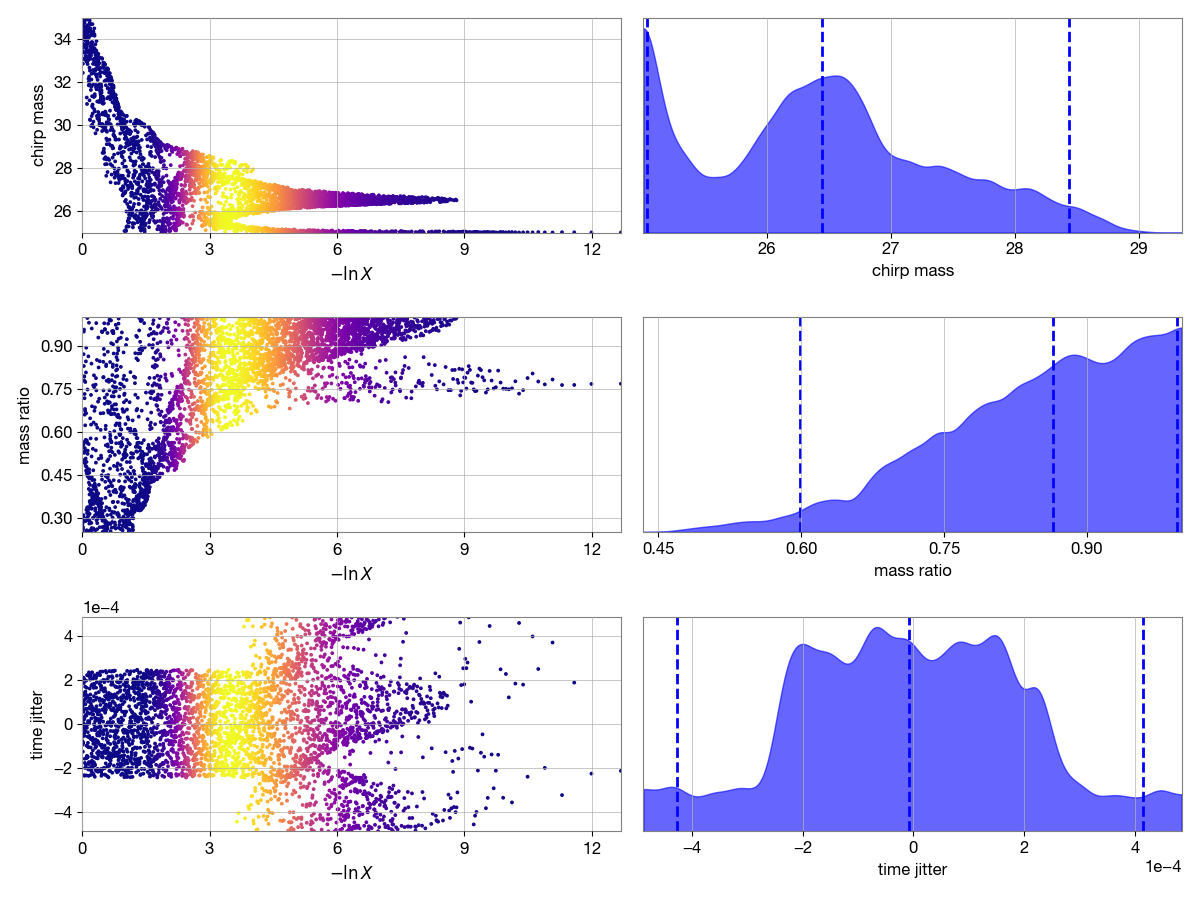 34
32
30
28
26
chirp mass
0 3 6 9 12
−ln X
26 27 28 29
chirp mass
0.90
0.75
0.60
0.45
0.30
mass ratio
0 3 6 9 12
−ln X
0.45 0.60 0.75 0.90
mass ratio
1e−4
4
2
0
−2
−4
time jitter
0 3 6 9 12
−ln X
−4 −2 0 2 4
1e−4
time jitter